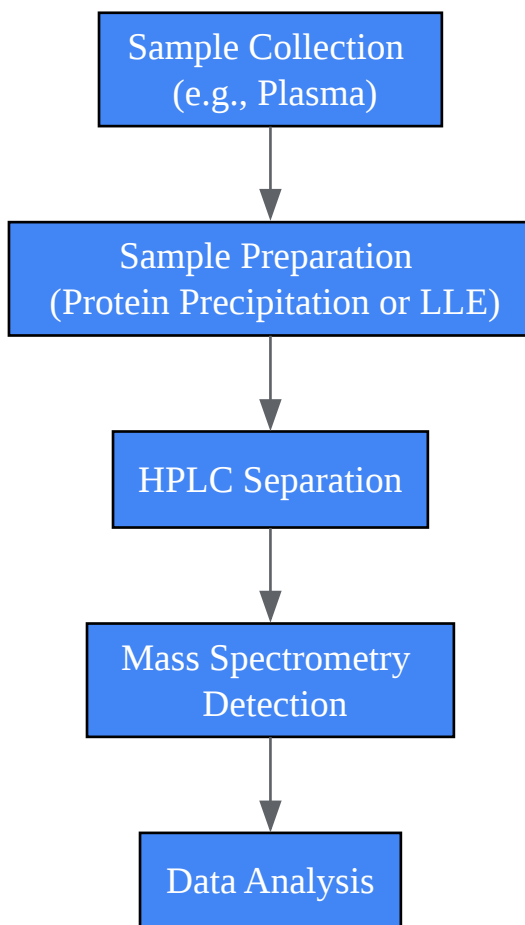 Sample Collection
(e.g., Plasma)
Sample Preparation
(Protein Precipitation or LLE)
HPLC Separation
Mass Spectrometry
Detection
Data Analysis